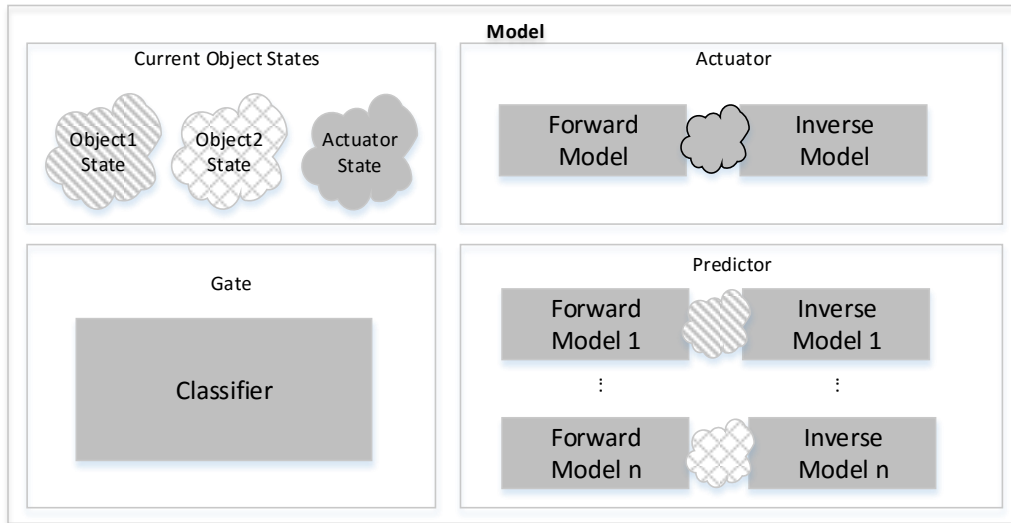 Model
Current Object States
Object1
State
Object2
State
Actuator
State
Actuator
Forward
Model
Inverse
Model
Gate
Classifier
Predictor
Forward
Model 1
Inverse
Model 1
⋮
⋮
Forward
Model n
Inverse
Model n